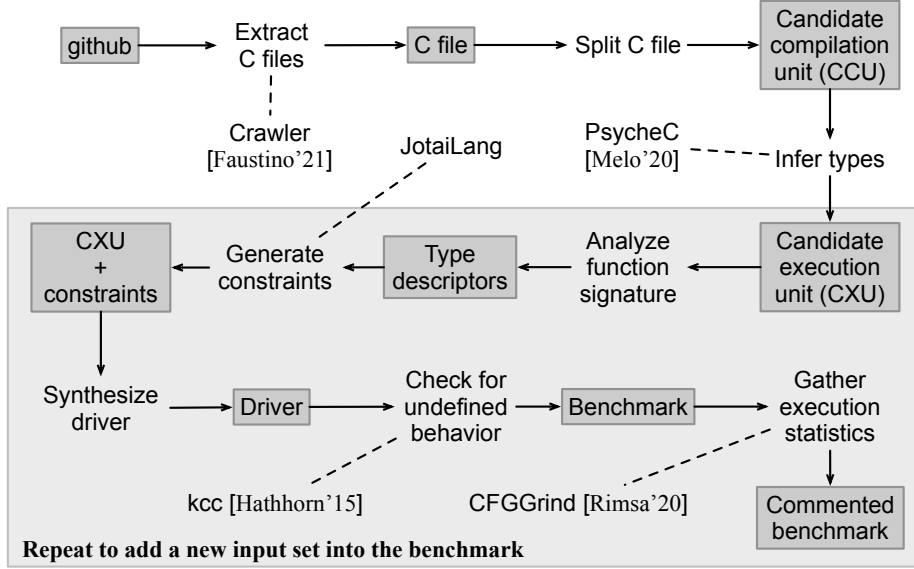 github
Extract
C files
C file
Split C file
Candidate
compilation
unit (CCU)
Crawler
[Faustino'21]
JotaiLang
PsycheC
[Melo'20]
Infer types
CXU
+
constraints
Generate
constraints
Type
descriptors
Analyze
function
signature
Candidate
execution
unit (CXU)
Synthesize
driver
Driver
Check for
undefined
behavior
Benchmark
Gather
execution
statistics
kcc [Hathhorn'15]
CFGGrind [Rimsa'20]
Commented
benchmark
Repeat to add a new input set into the benchmark